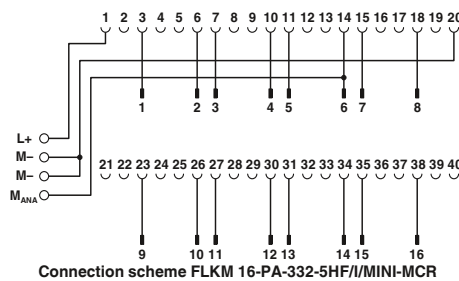 1 2 3 4 5 6 7 8 9 10 11 12 13 14 15 16 17 18 19 20
1 2 3 4 5 6 7 8
L+
M–
M–
MANA
21 22 23 24 25 26 27 28 29 30 31 32 33 34 35 36 37 38 39 40
9 10 11 12 13 14 15 16
Connection scheme FLKM 16-PA-332-5HF/I/MINI-MCR